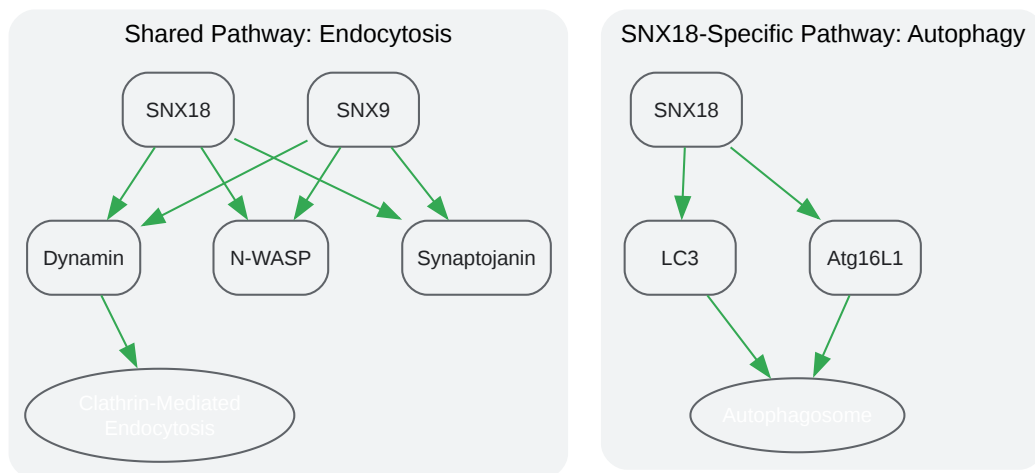 Shared Pathway: Endocytosis
SNX18
SNX9
Dynamin
N-WASP
Synaptojanin
Clathrin-Mediated
Endocytosis
SNX18-Specific Pathway: Autophagy
SNX18
LC3
Atg16L1
Autophagosome